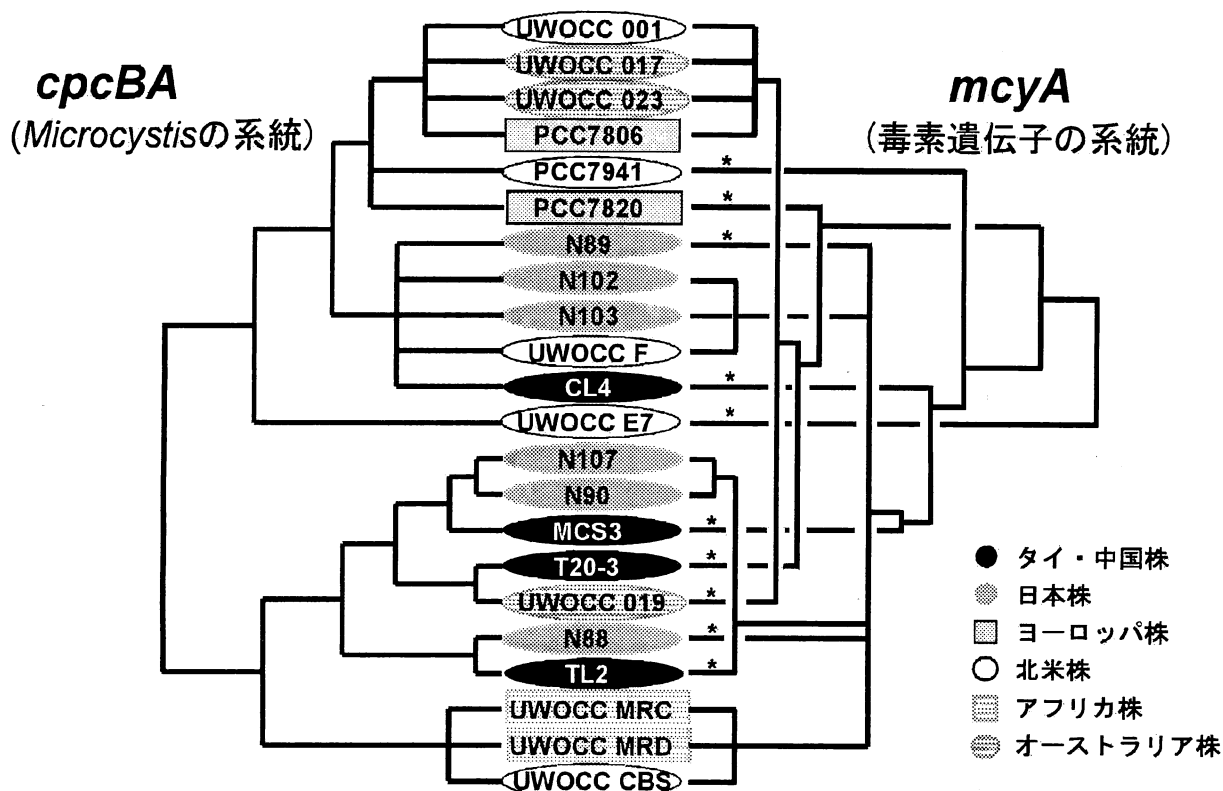 cpcBA
(Microcystisの系統)
mcyA
(毒素遺伝子の系統)
UWOCC 001
UWOCC 017
UWOCC 023
PCC7806
PCC7941 *
PCC7820 *
N89 *
N102
N103
UWOCC F
CL4 *
UWOCC E7 *
N107
N90
MCS3 *
T20-3 *
UWOCC 019 *
N88 *
TL2 *
UWOCC MRC
UWOCC MRD
UWOCC CBS
タイ・中国株
日本株
ヨーロッパ株
北米株
アフリカ株
オーストラリア株